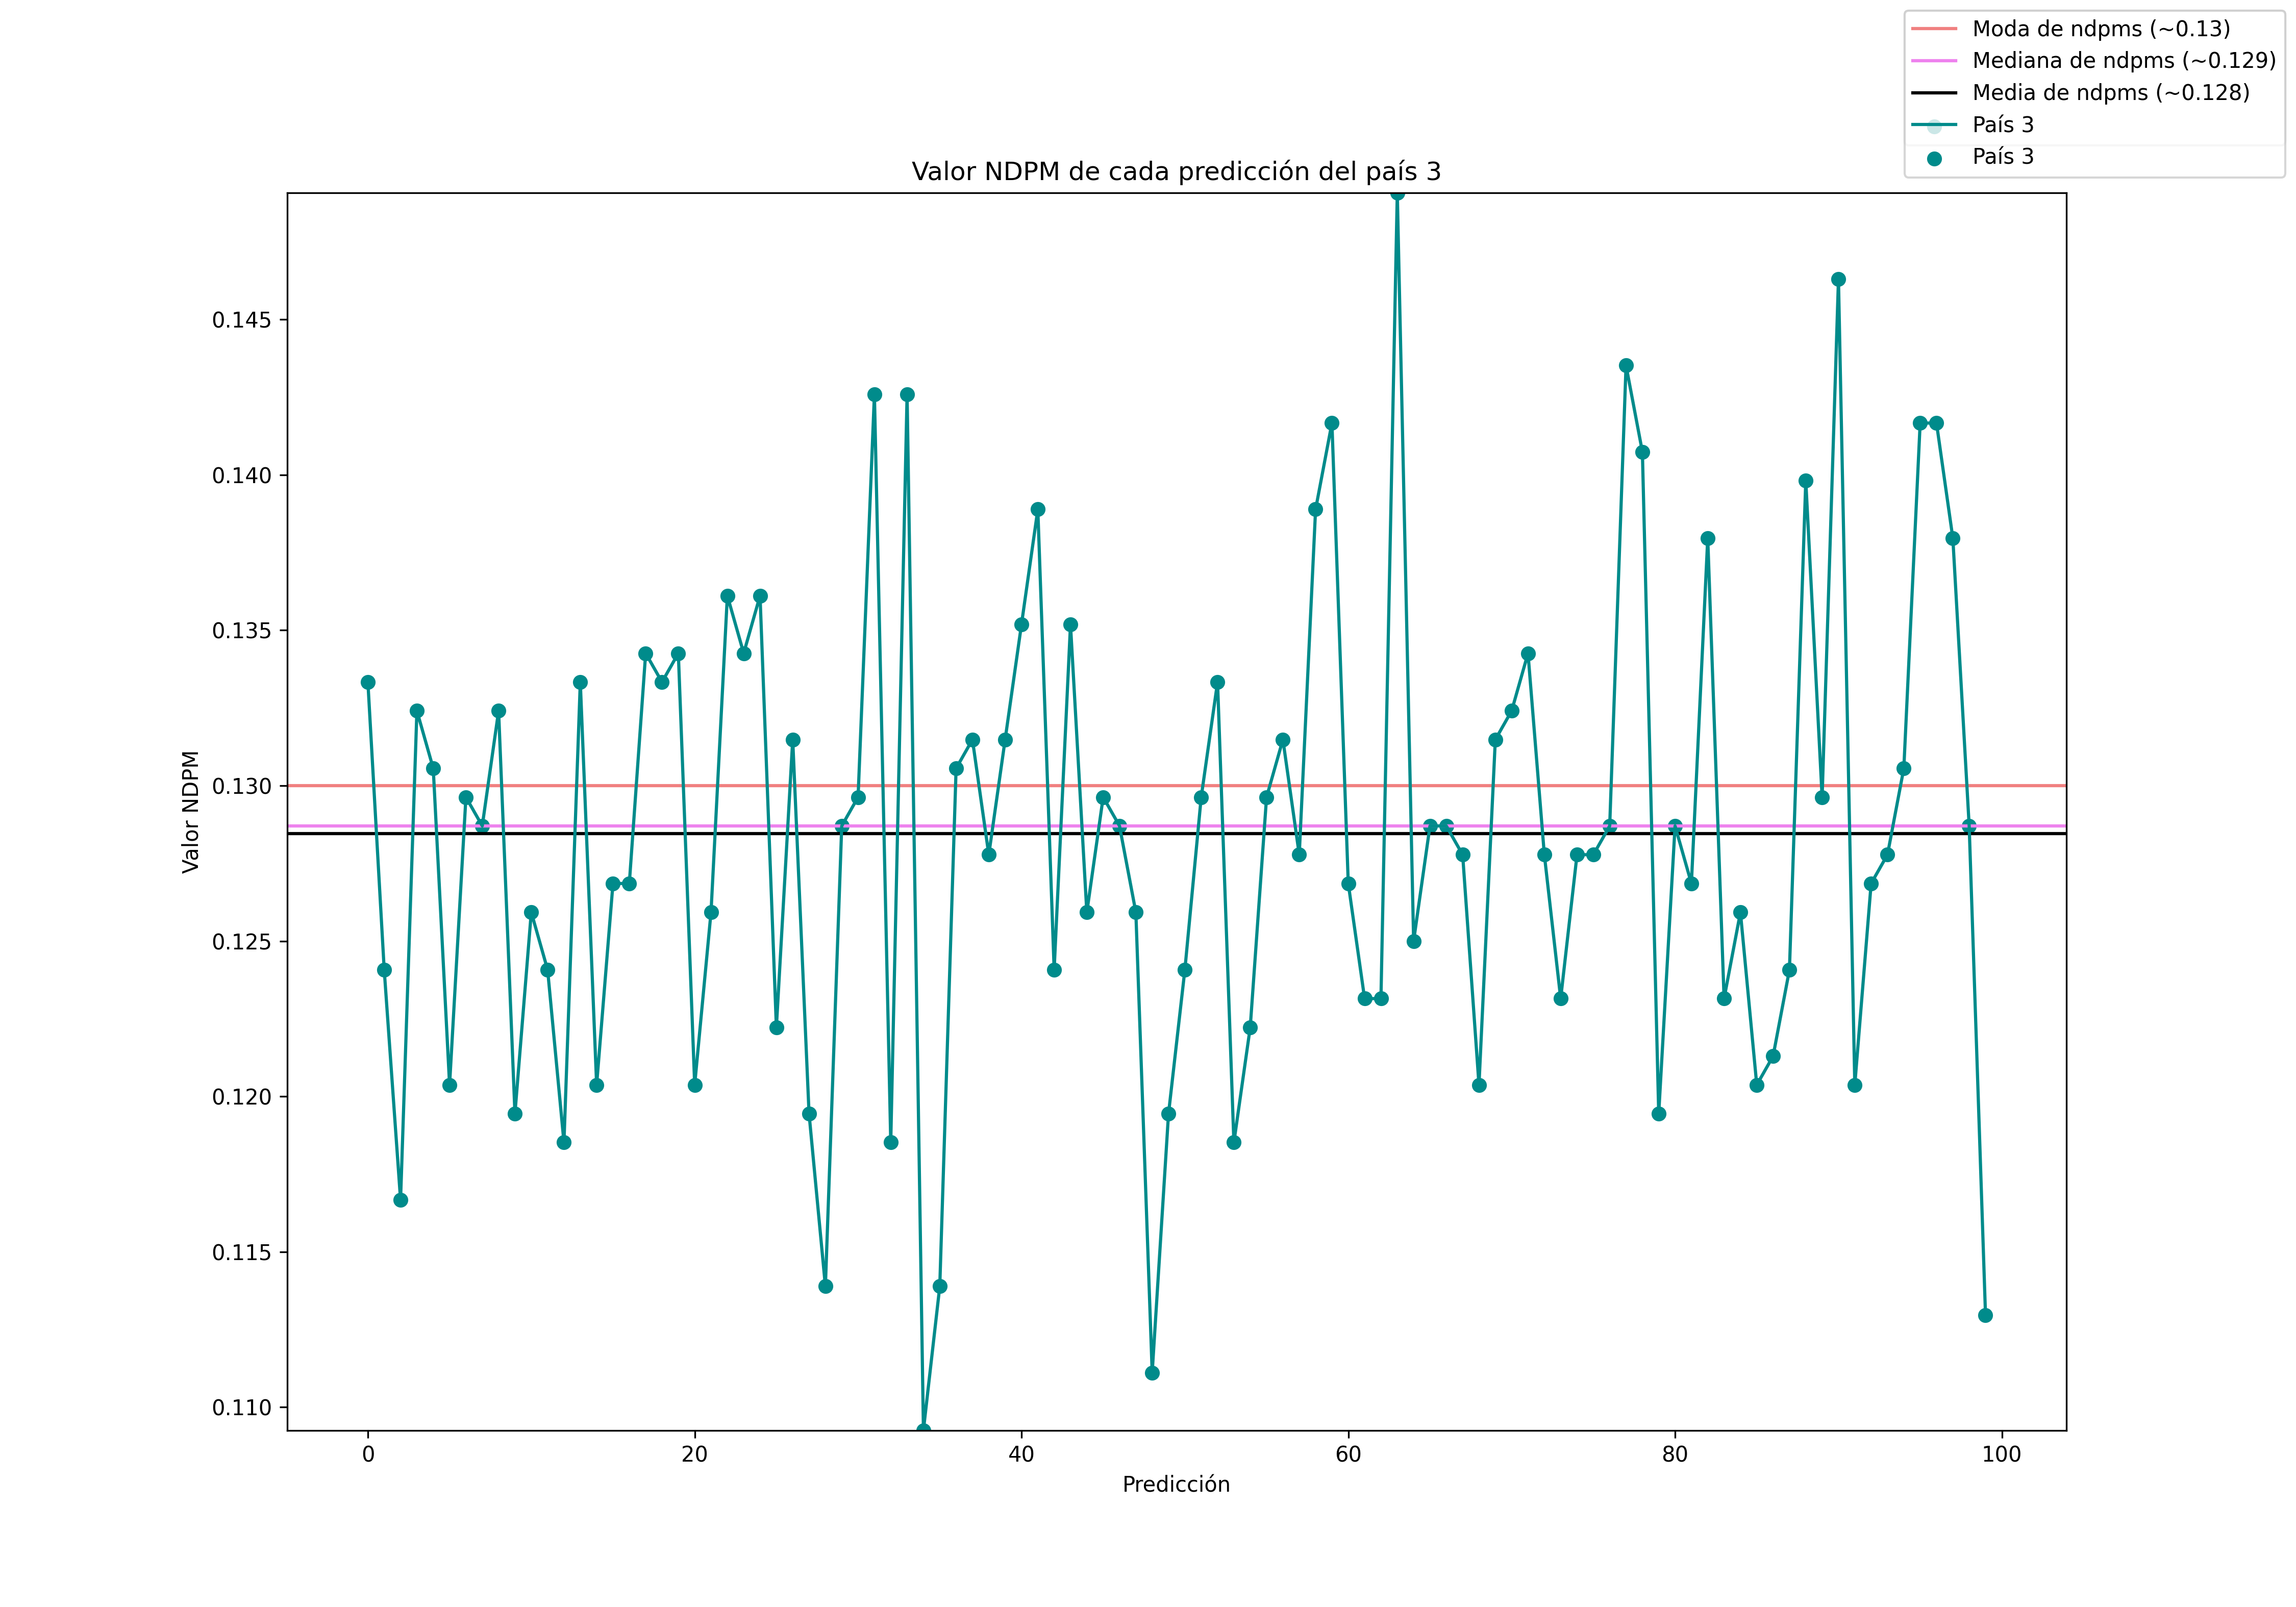 Moda de ndpms (~0.13)
Mediana de ndpms (~0.129)
Media de ndpms (~0.128)
País 3
País 3
Valor NDPM de cada predicción del país 3
Valor NDPM
0.145
0.140
0.135
0.130
0.125
0.120
0.115
0.110
0 20 40 60 80 100
Predicción